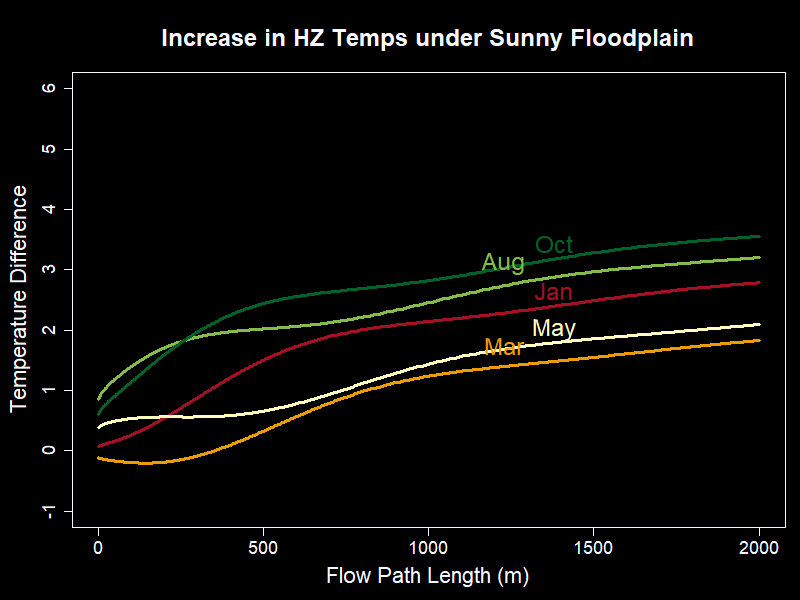 Increase in HZ Temps under Sunny Floodplain
Temperature Difference
6
5
4
3
2
1
0
-1
Oct
Aug
Jan
May
Mar
0 500 1000 1500 2000
Flow Path Length (m)